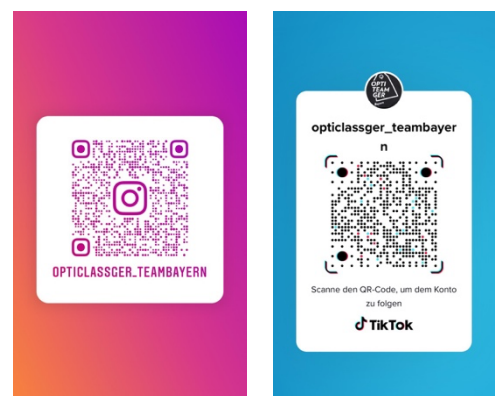 OPTICLASSGER_TEAMBAYERN
OPTI
TEAM
GER
opticlassger_teambayer
n
Scanne den QR-Code, um dem Konto
zu folgen
TikTok